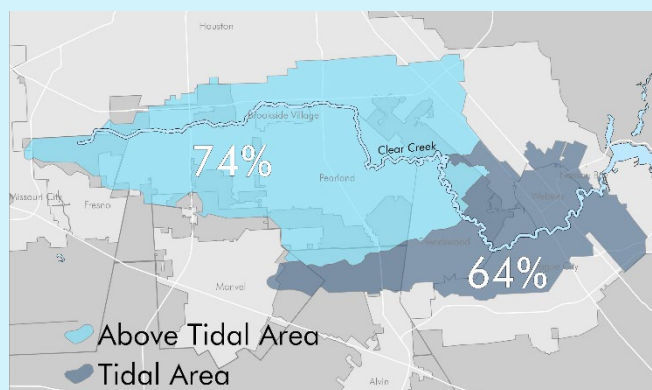 Houston
Brookside Village
Clear Creek
74%
Pearland
Webster
Missouri City
Fresno
64%
Manvel
Above Tidal Area
Tidal Area
Alvin